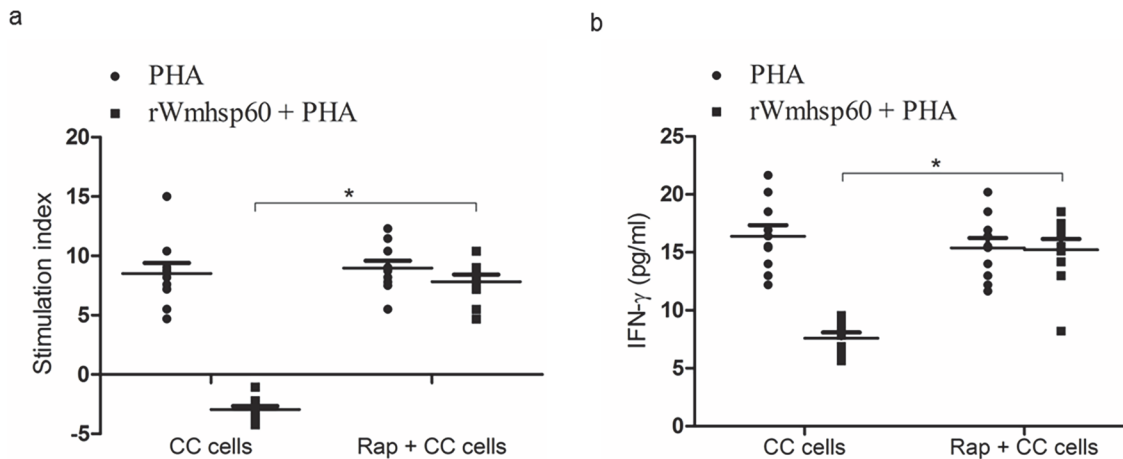 a
PHA
rWmhsp60 + PHA
20
15
10
5
0
-5
Stimulation index
*
CC cells
Rap + CC cells
b
PHA
rWmhsp60 + PHA
25
20
15
10
5
0
IFN-γ (pg/ml)
*
CC cells
Rap + CC cells